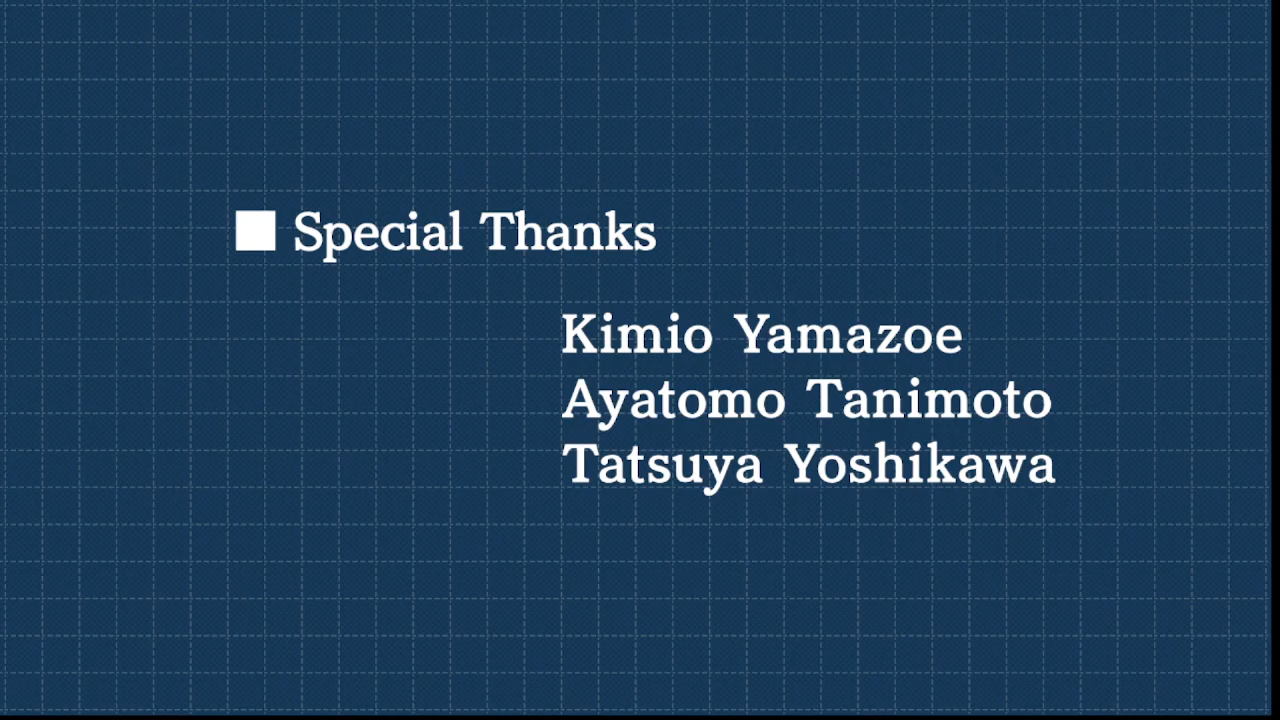 ■ Special Thanks
Kimio Yamazoe
Ayatomo Tanimoto
Tatsuya Yoshikawa